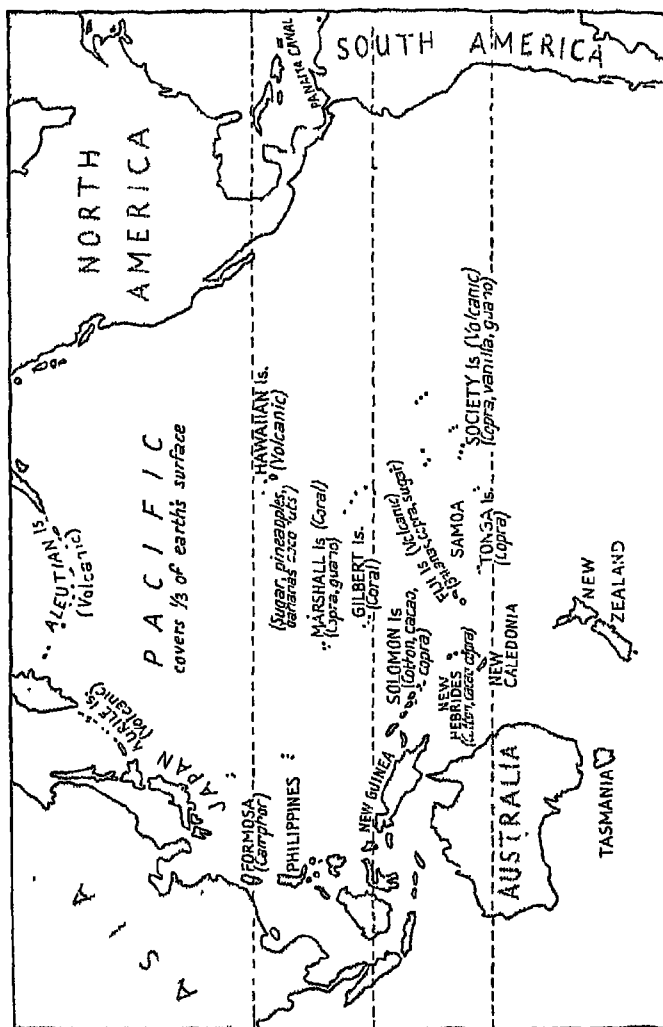 NORTH
AMERICA
SOUTH AMERICA
PANAMA CANAL
ASIA
ALEUTIAN IS.
(Volcanic)
KURILE IS.
(Volcanic)
JAPAN
PACIFIC
covers 1/3 of earth's surface
FORMOSA
(Camphor)
PHILIPPINES
HAWAIIAN IS.
(Volcanic)
(Sugar, pineapples,
bananas coco nuts)
MARSHALL IS (Coral)
(Copra, guano)
GILBERT IS.
(Coral)
NEW GUINEA
SOLOMON IS
(Cotton, cacao,
copra)
FIJI IS (Volcanic)
copra, sugar)
SAMOA
NEW
HEBRIDES
(Cotton, cacao copra)
TONGA IS.
(Copra)
SOCIETY IS (Volcanic)
(Copra, vanilla, guano)
NEW
CALEDONIA
AUSTRALIA
TASMANIA
NEW
ZEALAND